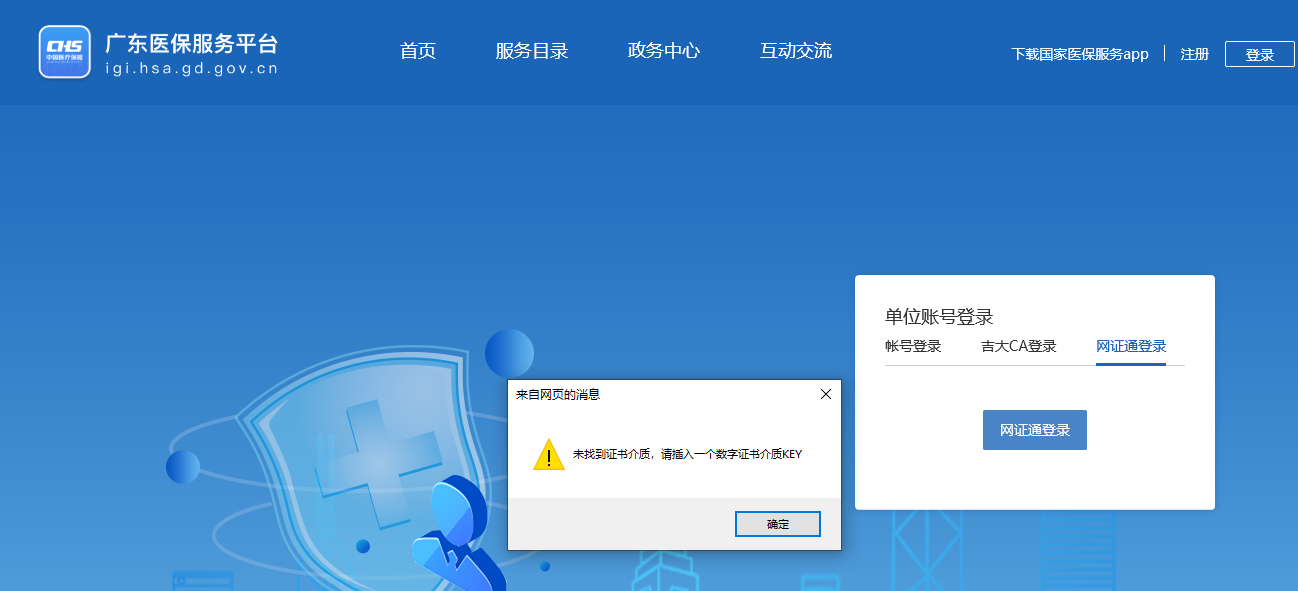 CHS
中国医疗保障
广东医保服务平台
igi.hsa.gd.gov.cn
首页
服务目录
政务中心
互动交流
下载国家医保服务app
注册
登录
单位账号登录
帐号登录
吉大CA登录
网证通登录
网证通登录
来自网页的消息
未找到证书介质，请插入一个数字证书介质KEY
确定